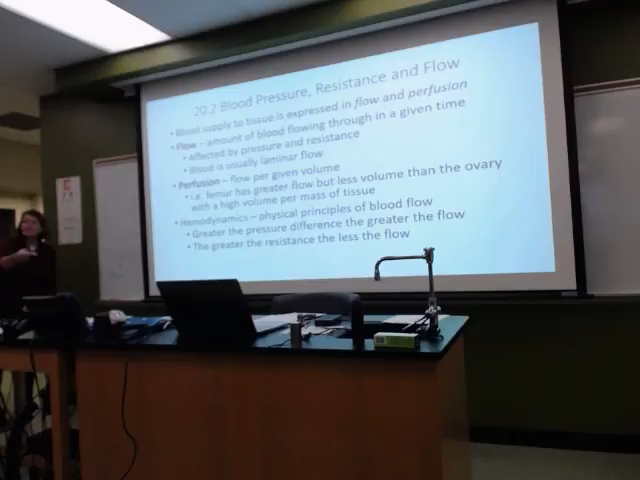 20.2 Blood Pressure, Resistance and Flow
• Blood supply to tissue is expressed in flow and perfusion
• Flow – amount of blood flowing through in a given time
• Affected by pressure and resistance
• Blood is usually laminar flow
• Perfusion – flow per given volume
• i.e. femur has greater flow but less volume than the ovary
with a high volume per mass of tissue
• Hemodynamics – physical principles of blood flow
• Greater the pressure difference the greater the flow
• The greater the resistance the less the flow